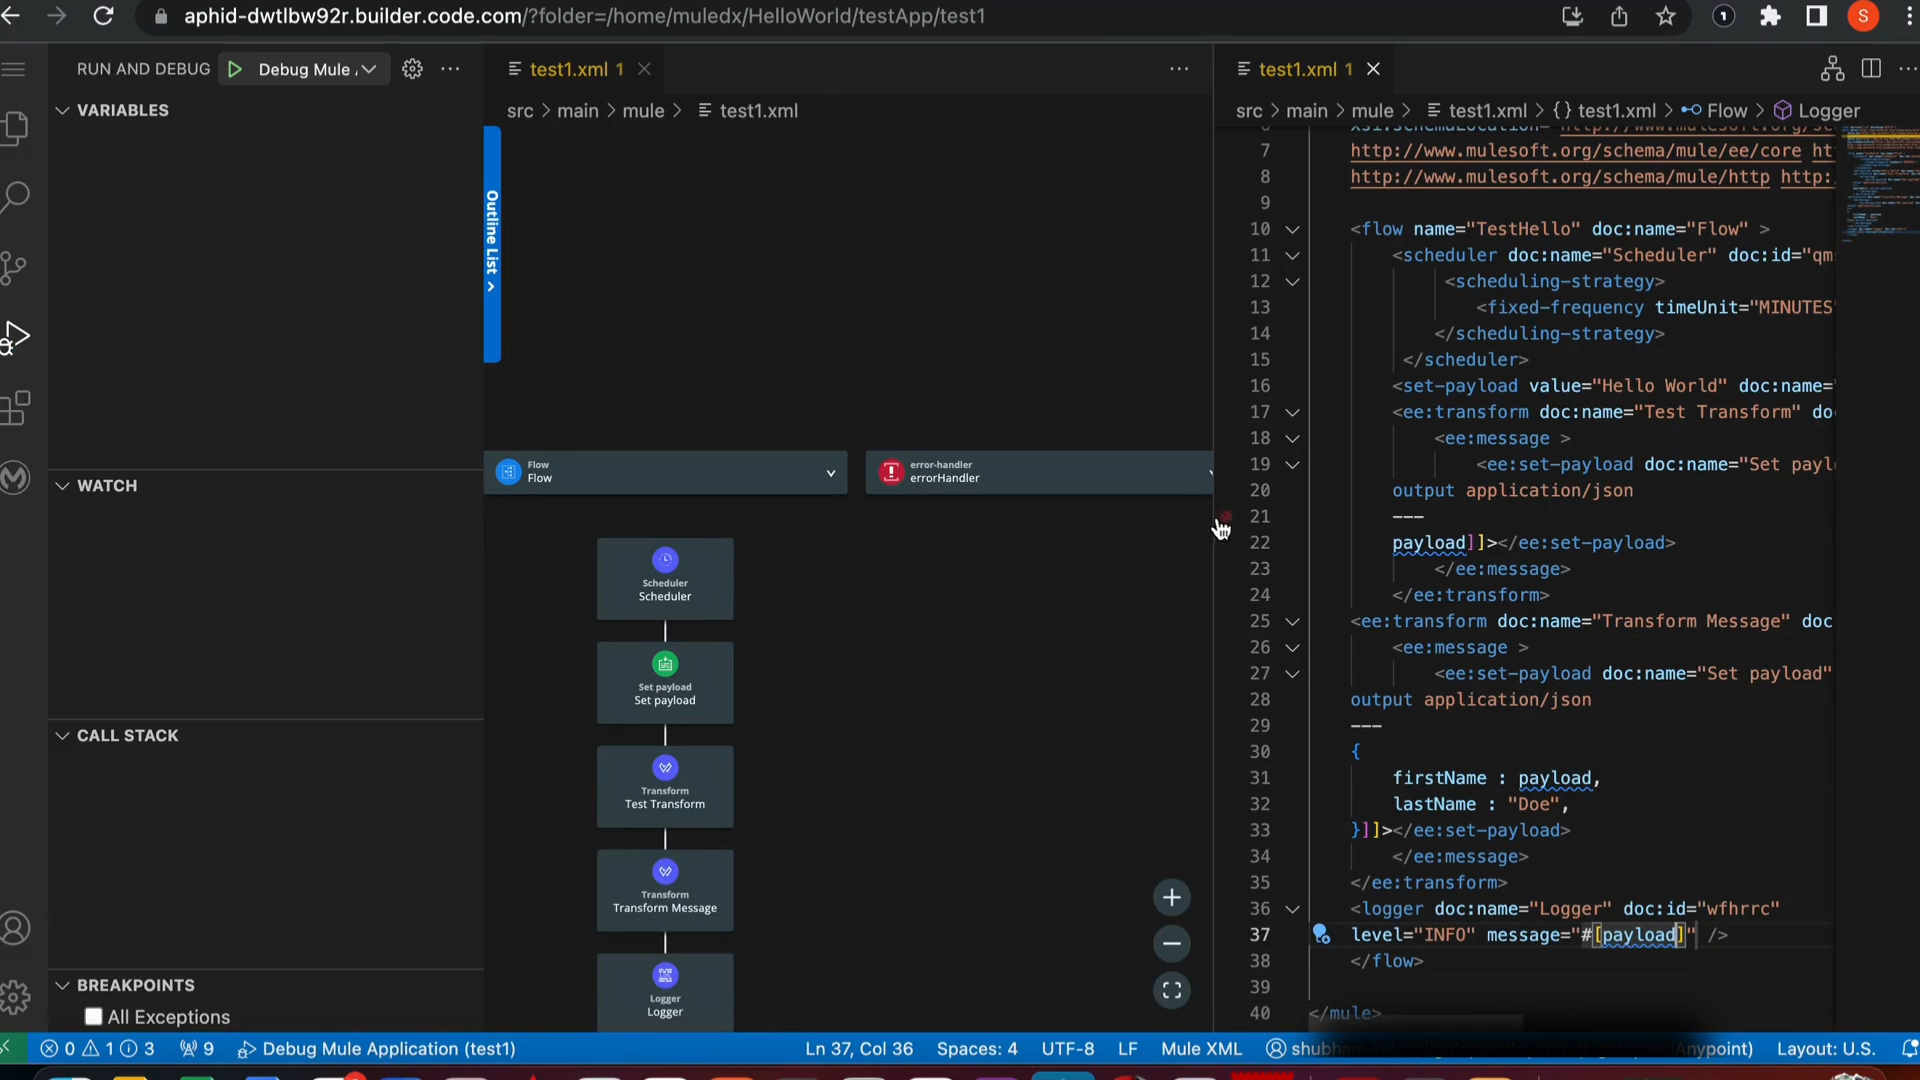 aphid-dwtlbw92r.builder.code.com/?folder=/home/muledx/HelloWorld/testApp/test1
1
S
RUN AND DEBUG
Debug Mule
VARIABLES
WATCH
CALL STACK
BREAKPOINTS
All Exceptions
test1.xml 1
src > main > mule > test1.xml
Outline List >
Flow
Flow
error-handler
errorHandler
Scheduler
Scheduler
Set payload
Set payload
Transform
Test Transform
Transform
Transform Message
Logger
Logger
test1.xml 1
src > main > mule > test1.xml > {} test1.xml > Flow > Logger
7 http://www.mulesoft.org/schema/mule/ee/core
8 http://www.mulesoft.org/schema/mule/http http:
9
10 <flow name="TestHello" doc:name="Flow" >
11 <scheduler doc:name="Scheduler" doc:id="qm
12 <scheduling-strategy>
13 <fixed-frequency timeUnit="MINUTES"
14 </scheduling-strategy>
15 </scheduler>
16 <set-payload value="Hello World" doc:name="
17 <ee:transform doc:name="Test Transform" do
18 <ee:message >
19 <ee:set-payload doc:name="Set payl
20 output application/json
21 ---
22 payload]]></ee:set-payload>
23 </ee:message>
24 </ee:transform>
25 <ee:transform doc:name="Transform Message" doc
26 <ee:message >
27 <ee:set-payload doc:name="Set payload"
28 output application/json
29 ---
30 {
31 firstName : payload,
32 lastName : "Doe",
33 }]]></ee:set-payload>
34 </ee:message>
35 </ee:transform>
36 <logger doc:name="Logger" doc:id="wfhrrc"
37 level="INFO" message="#[payload]" />
38 </flow>
39
40 </mule>
0 1 3 9 Debug Mule Application (test1)
Ln 37, Col 36 Spaces: 4 UTF-8 LF Mule XML
Anypoint) Layout: U.S.